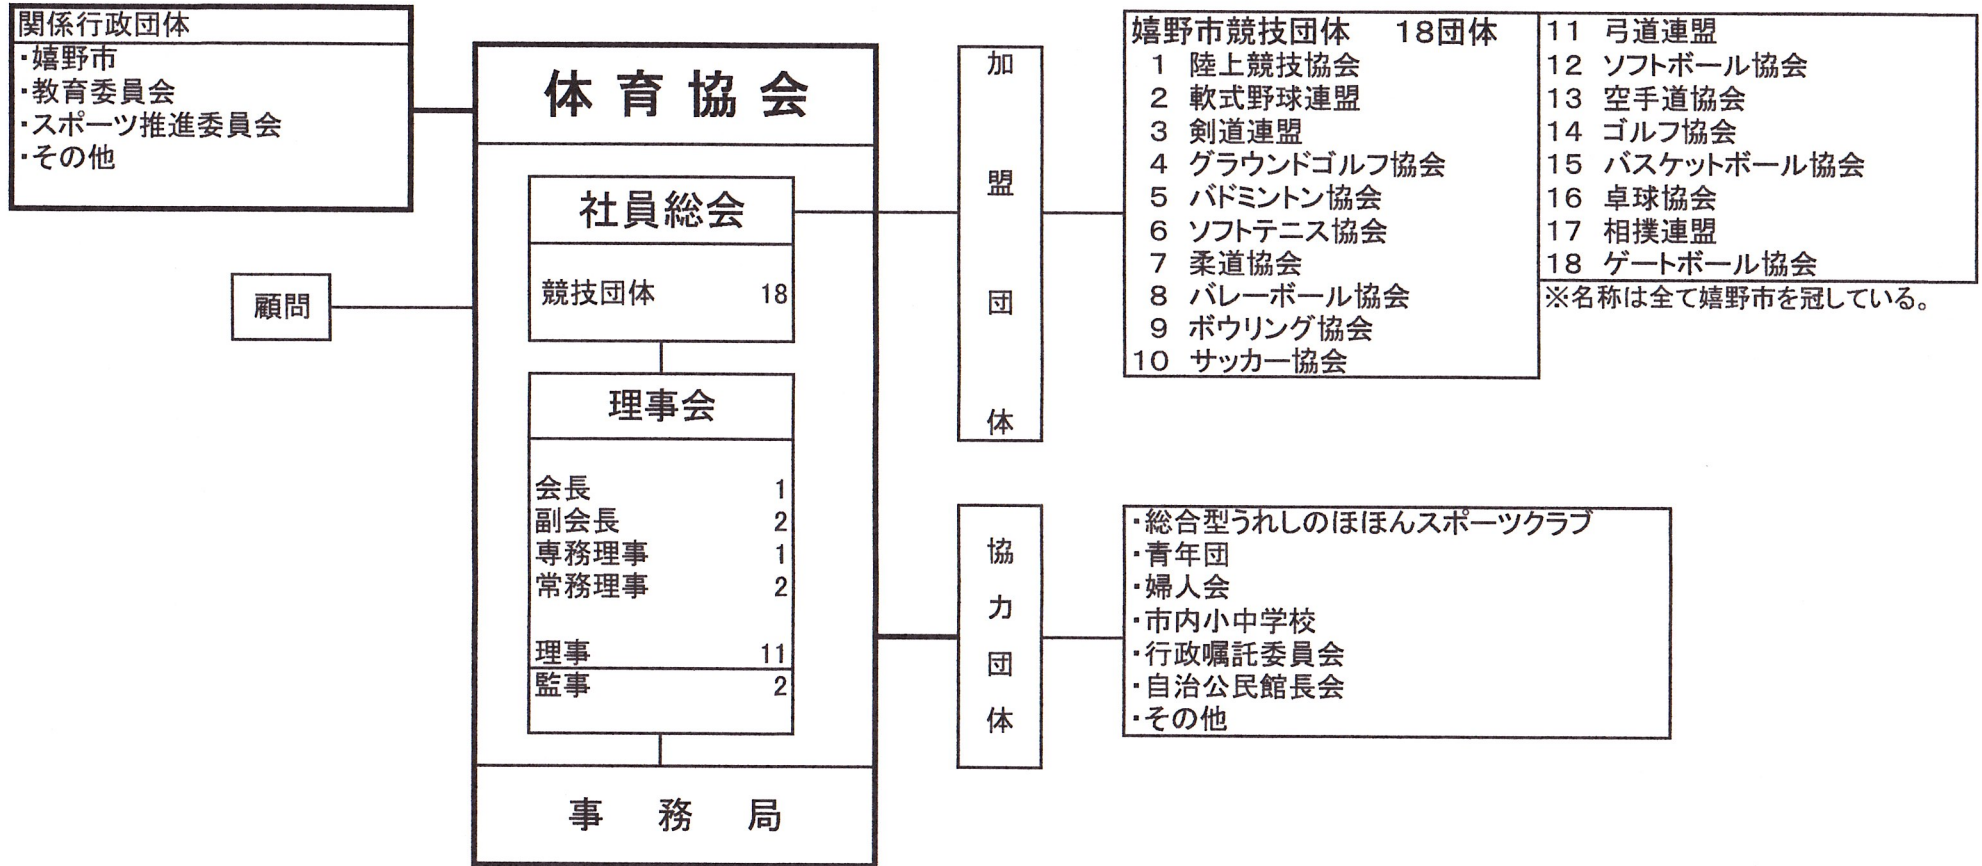 関係行政団体
・嬉野市
・教育委員会
・スポーツ推進委員会
・その他
顧問
体育協会
社員総会
競技団体 18
理事会
会長 1
副会長 2
専務理事 1
常務理事 2
理事 11
監事 2
事務局
加盟団体
嬉野市競技団体 18団体
1 陸上競技協会
2 軟式野球連盟
3 剣道連盟
4 グラウンドゴルフ協会
5 バドミントン協会
6 ソフトテニス協会
7 柔道協会
8 バレーボール協会
9 ボウリング協会
10 サッカー協会
11 弓道連盟
12 ソフトボール協会
13 空手道協会
14 ゴルフ協会
15 バスケットボール協会
16 卓球協会
17 相撲連盟
18 ゲートボール協会
※名称は全て嬉野市を冠している。
協力団体
・総合型うれしのほほんスポーツクラブ
・青年団
・婦人会
・市内小中学校
・行政嘱託委員会
・自治公民館長会
・その他